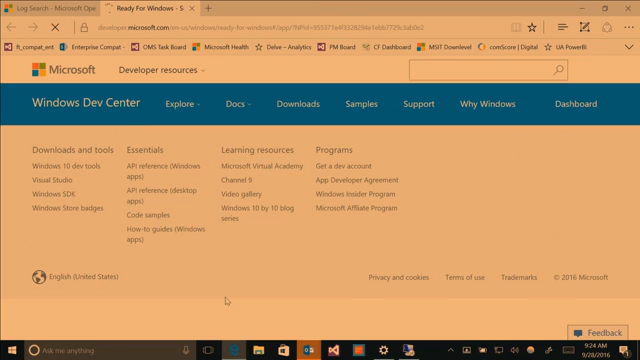 Log Search - Microsoft Ope
Ready For Windows - S
developer.microsoft.com/en-us/windows/ready-for-windows#/app/?NPId=
ft_compat_ent
Enterprise Compat -
OMS Task Board
Microsoft Health
Delve – Analytics
PM Board
CF Dashboard
MSIT Downlevel
comScore | Digital
UA PowerBi
Microsoft
Developer resources
Windows Dev Center
Explore
Docs
Downloads
Samples
Support
Why Windows
Dashboard
Downloads and tools
Windows 10 dev tools
Visual Studio
Windows SDK
Windows Store badges
Essentials
API reference (Windows
apps)
API reference (desktop
apps)
Code samples
How-to guides (Windows
apps)
Learning resources
Microsoft Virtual Academy
Channel 9
Video gallery
Windows 10 by 10 blog
series
Programs
Get a dev account
App Developer Agreement
Windows Insider Program
Microsoft Affliate Program
English (United States)
Privacy and cookies
Terms of use
Trademarks
© 2016 Microsoft
Feedback
Ask me anything
9:24 AM
9/28/2016